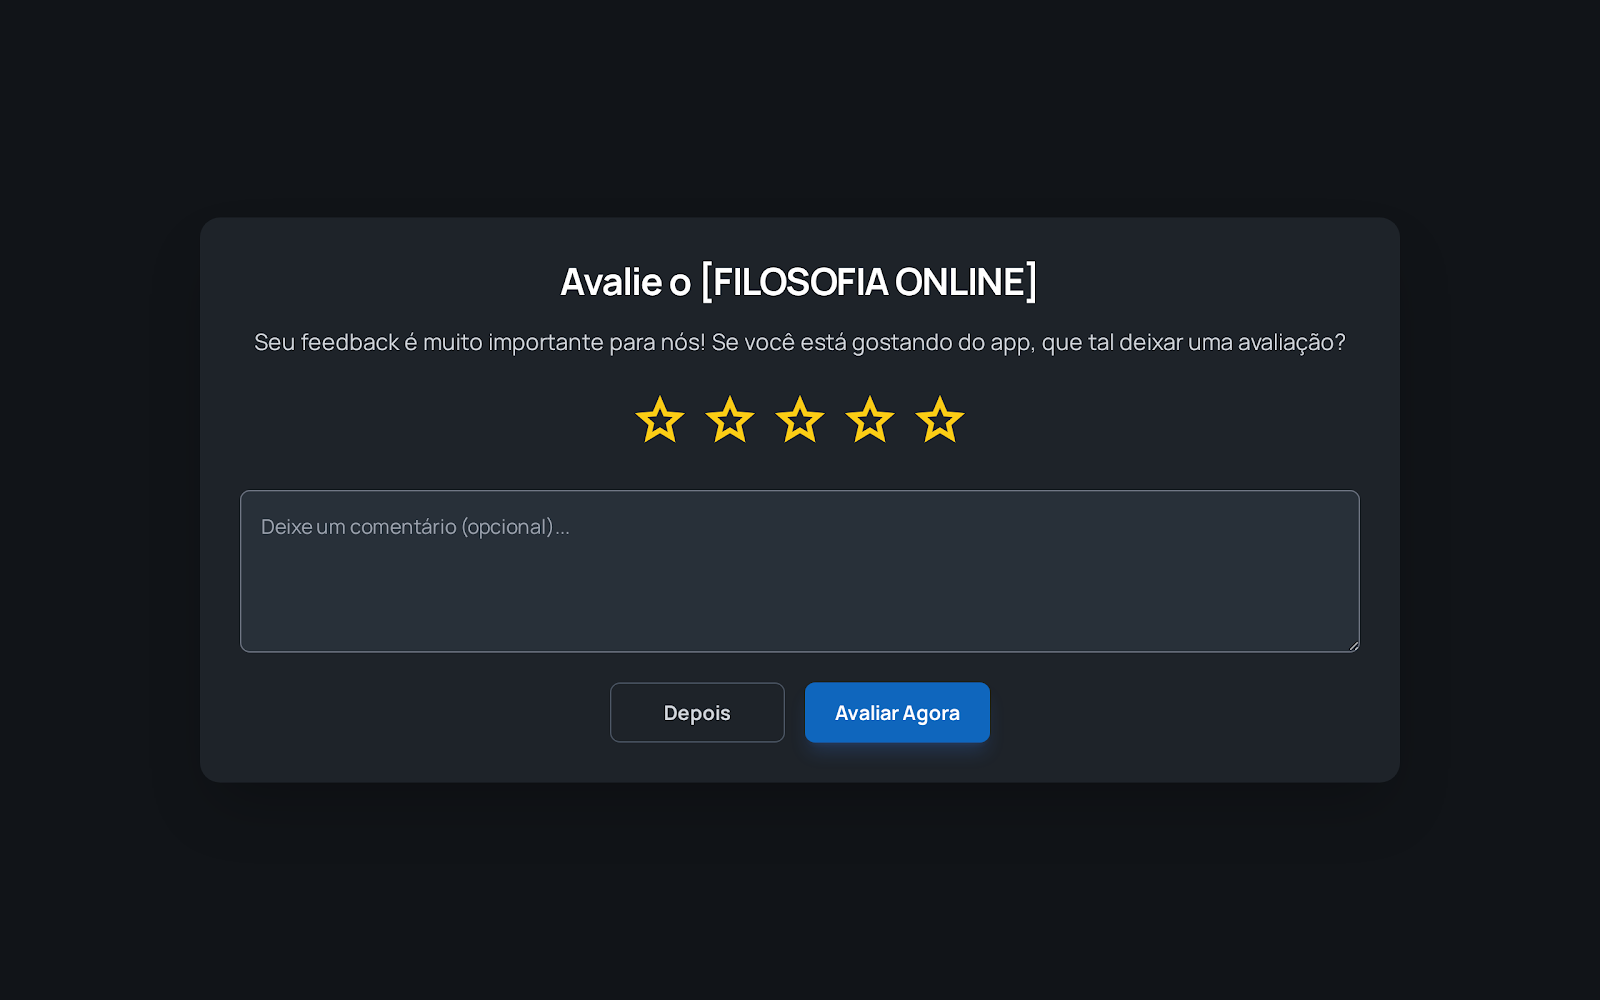 Avalie o [FILOSOFIA ONLINE]
Seu feedback é muito importante para nós! Se você está gostando do app, que tal deixar uma avaliação?
Deixe um comentário (opcional)...
Depois
Avaliar Agora